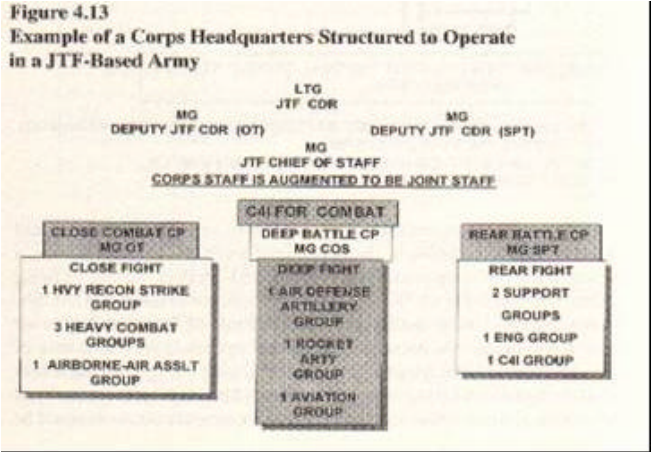 Figure 4.13
Example of a Corps Headquarters Structured to Operate
in a JTF-Based Army
LTG
JTF CDR
MG
DEPUTY JTF CDR (OT)
MG
DEPUTY JTF CDR (SPT)
MG
JTF CHIEF OF STAFF
CORPS STAFF IS AUGMENTED TO BE JOINT STAFF
CLOSE COMBAT CP
MG OT
CLOSE FIGHT
1 HVY RECON STRIKE
GROUP
3 HEAVY COMBAT
GROUPS
1 AIRBORNE-AIR ASSLT
GROUP
C4I FOR COMBAT
DEEP BATTLE CP
MG COS
DEEP FIGHT
1 AIR DEFENSE
ARTILLERY
GROUP
1 ROCKET
ARTY
GROUP
1 AVIATION
GROUP
REAR BATTLE CP
MG SPT
REAR FIGHT
2 SUPPORT
GROUPS
1 ENG GROUP
1 C4I GROUP